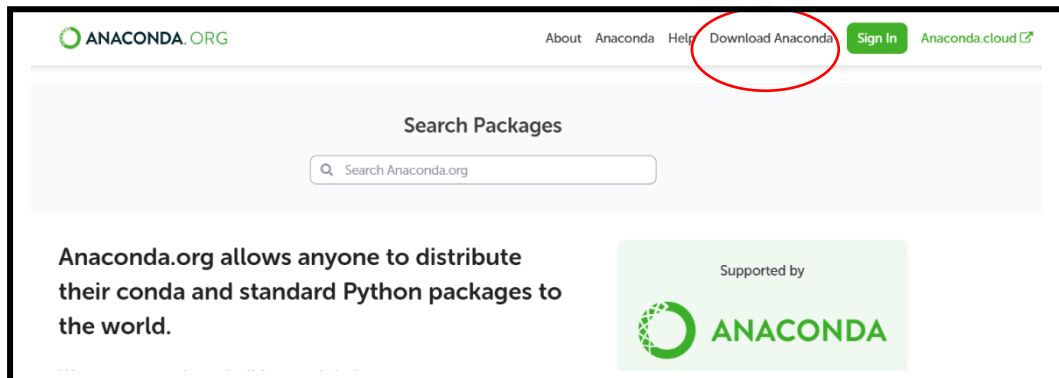 ANACONDA.ORG
About Anaconda Help Download Anaconda Sign In Anaconda.cloud
Search Packages
Search Anaconda.org
Anaconda.org allows anyone to distribute
their conda and standard Python packages to
the world.
Supported by
ANACONDA